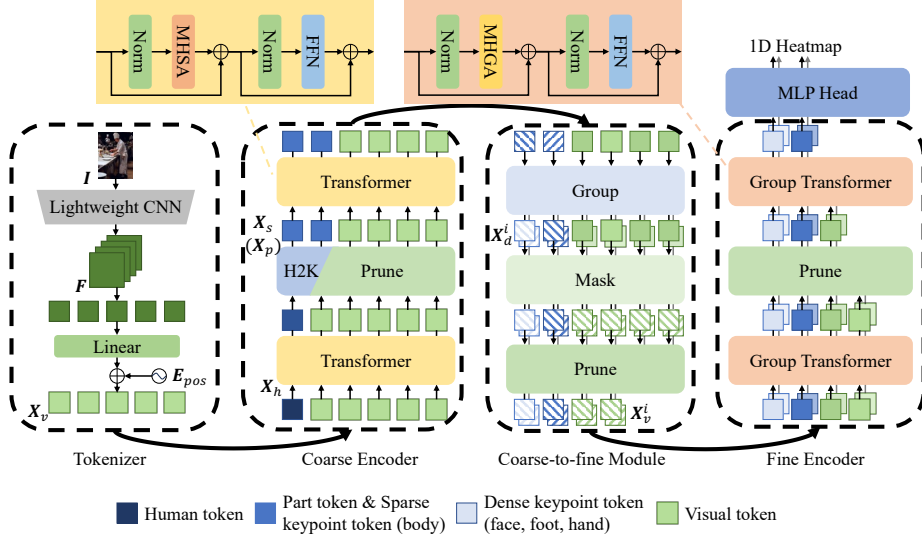 Norm
MHSA
Norm
FFN
Norm
MHGA
Norm
FFN
1D Heatmap
MLP Head
I
Lightweight CNN
F
Linear
E_pos
X_v
Tokenizer
Transformer
X_s
(X_p)
H2K
Prune
Transformer
X_h
Coarse Encoder
Group
X_d^i
Mask
Prune
X_v^i
Coarse-to-fine Module
Group Transformer
Prune
Group Transformer
Fine Encoder
Human token
Part token & Sparse
keypoint token (body)
Dense keypoint token
(face, foot, hand)
Visual token